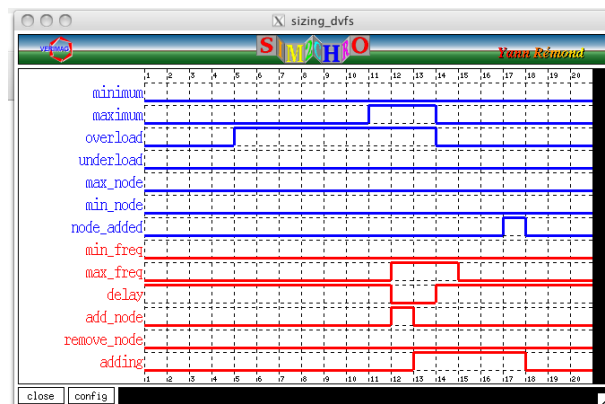 sizing_dvfs
VERIMAG SIM2CHRO Yann Rémond
1 2 3 4 5 6 7 8 9 10 11 12 13 14 15 16 17 18 19 20
minimum
maximum
overload
underload
max_node
min_node
node_added
min_freq
max_freq
delay
add_node
remove_node
adding
1 2 3 4 5 6 7 8 9 10 11 12 13 14 15 16 17 18 19 20
close config